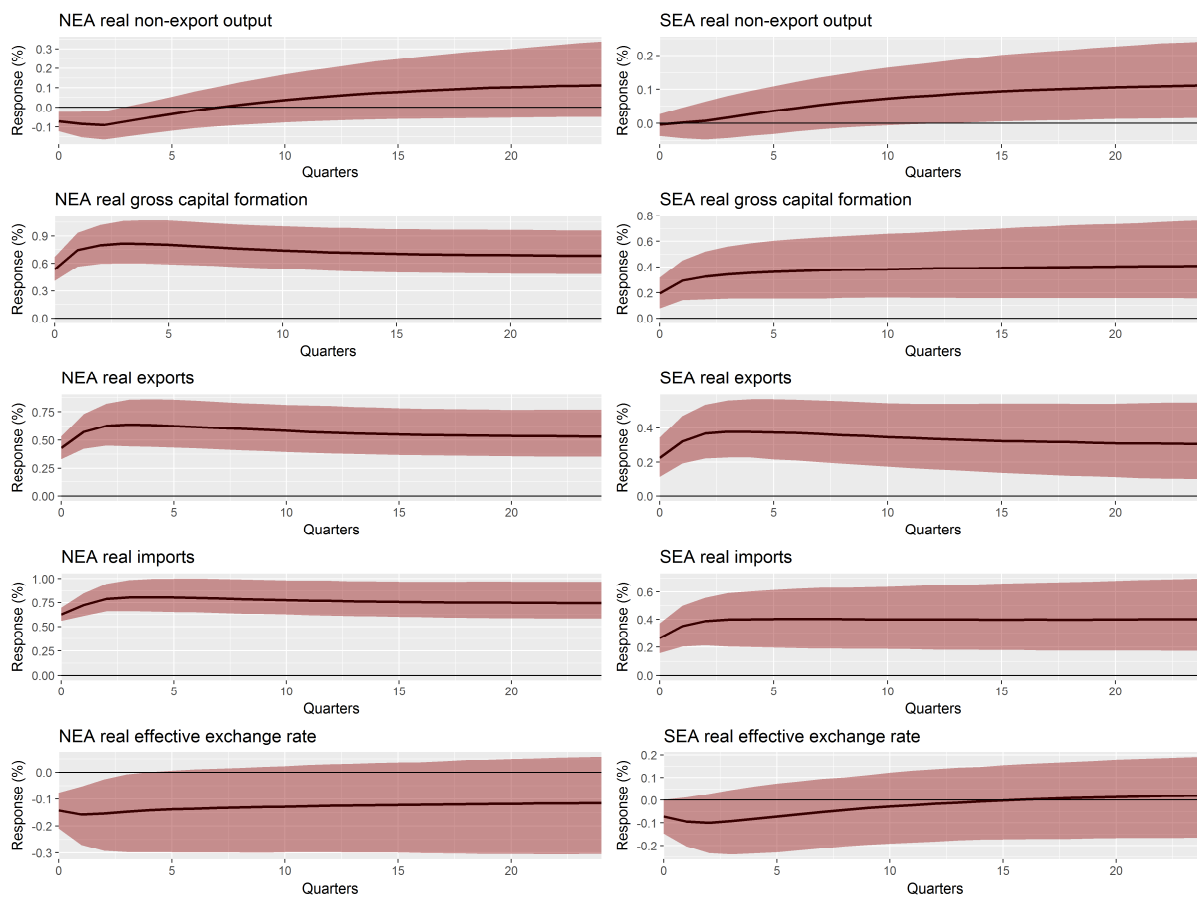 NEA real non-export output
Response (%)
0.3
0.2
0.1
0.0
-0.1
0 5 10 15 20
Quarters
SEA real non-export output
Response (%)
0.2
0.1
0.0
0 5 10 15 20
Quarters
NEA real gross capital formation
Response (%)
0.9
0.6
0.3
0.0
0 5 10 15 20
Quarters
SEA real gross capital formation
Response (%)
0.8
0.6
0.4
0.2
0.0
0 5 10 15 20
Quarters
NEA real exports
Response (%)
0.75
0.50
0.25
0.00
0 5 10 15 20
Quarters
SEA real exports
Response (%)
0.4
0.2
0.0
0 5 10 15 20
Quarters
NEA real imports
Response (%)
1.00
0.75
0.50
0.25
0.00
0 5 10 15 20
Quarters
SEA real imports
Response (%)
0.6
0.4
0.2
0.0
0 5 10 15 20
Quarters
NEA real effective exchange rate
Response (%)
0.0
-0.1
-0.2
-0.3
0 5 10 15 20
Quarters
SEA real effective exchange rate
Response (%)
0.2
0.1
0.0
-0.1
-0.2
0 5 10 15 20
Quarters